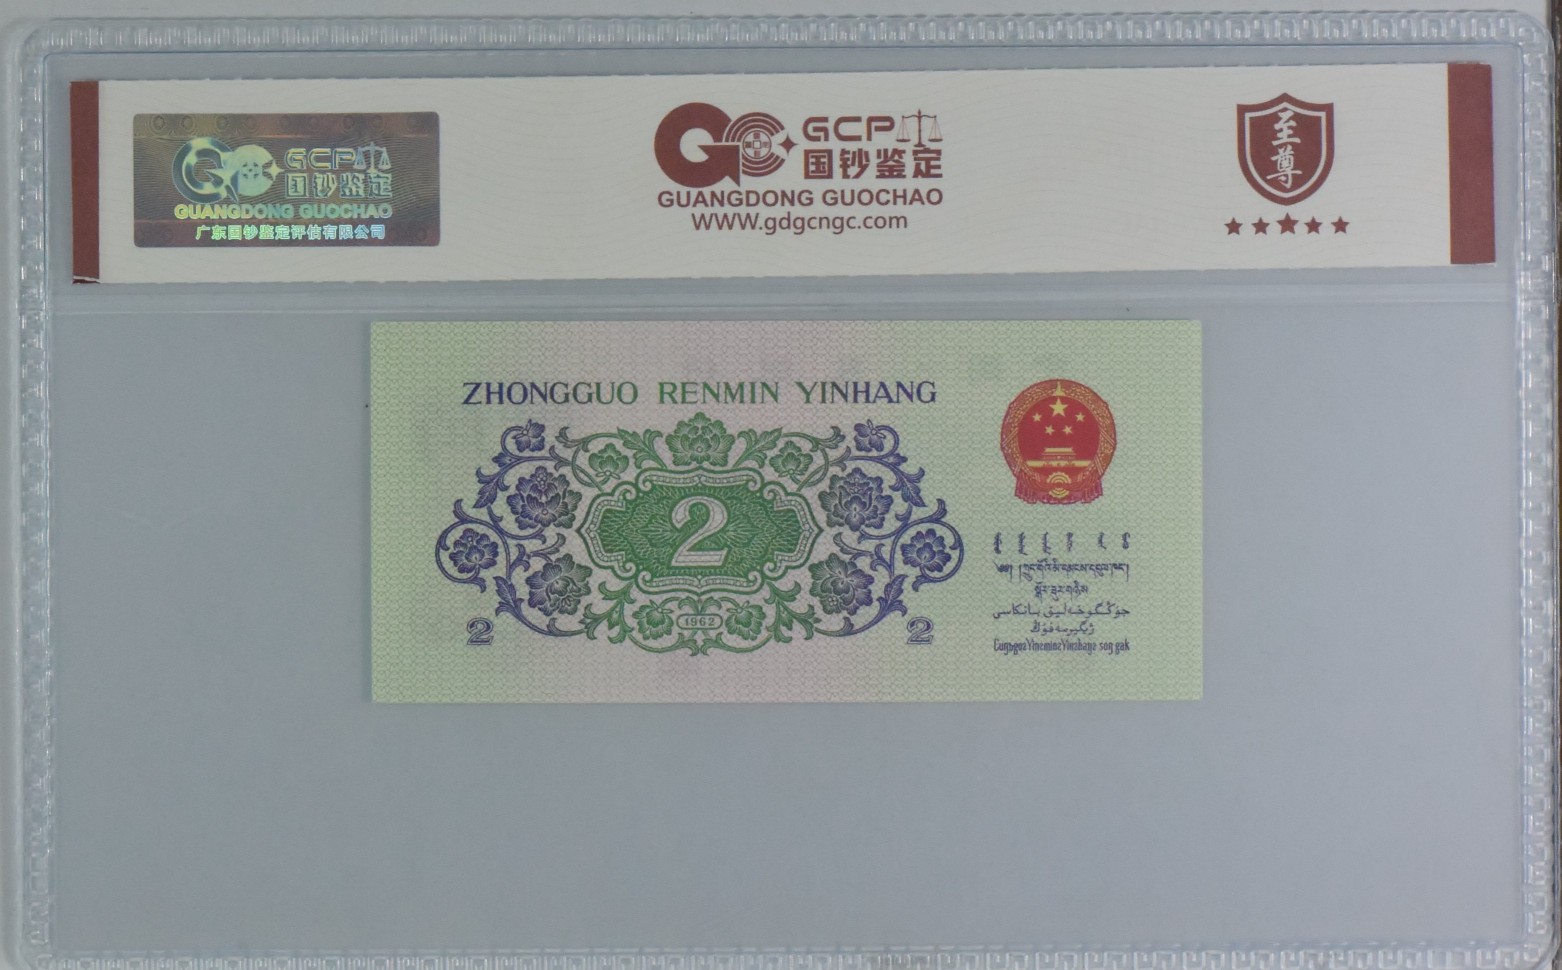 GCP
国钞鉴定
GUANGDONG GUOCHAO
广东国钞鉴定评估有限公司
GCP
国钞鉴定
GUANGDONG GUOCHAO
WWW.gdgcngc.com
至尊
ZHONGGUO RENMIN YINHANG
2
1962
2
2
جۇڭگوخەلىق بانكاسى